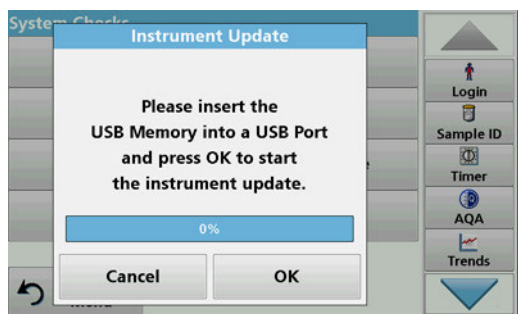 System Checks
Instrument Update
Please insert the
USB Memory into a USB Port
and press OK to start
the instrument update.
0%
Cancel
OK
Menu
Login
Sample ID
Timer
AQA
Trends